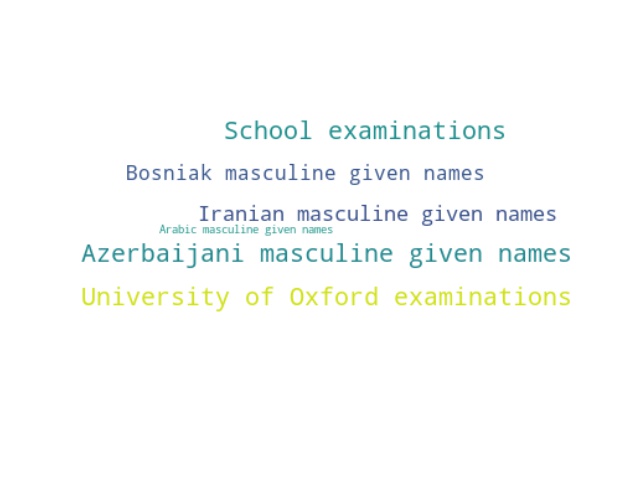 School examinations
Bosniak masculine given names
Iranian masculine given names
Arabic masculine given names
Azerbaijani masculine given names
University of Oxford examinations